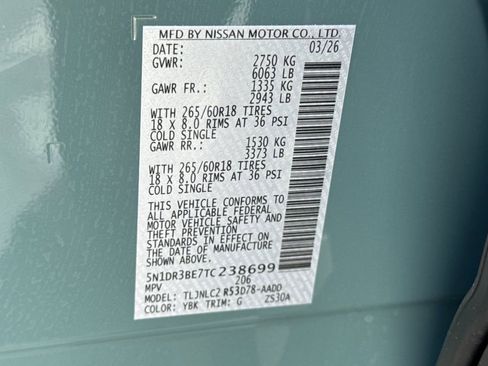 MFD BY NISSAN MOTOR CO., LTD.
DATE: 03/26
GVWR: 2750 KG
6063 LB
GAWR FR.: 1335 KG
2943 LB
WITH 265/60R18 TIRES
18 X 8.0 RIMS AT 36 PSI
COLD SINGLE
GAWR RR.: 1530 KG
3373 LB
WITH 265/60R18 TIRES
18 X 8.0 RIMS AT 36 PSI
COLD SINGLE
THIS VEHICLE CONFORMS TO
ALL APPLICABLE FEDERAL
MOTOR VEHICLE SAFETY AND
THEFT PREVENTION
STANDARDS IN EFFECT ON
THE DATE OF MANUFACTURE
SHOWN ABOVE.
5N1DR3BE7TC238699
MPV 206
MODEL: TLJNLC2 R53D78-AADD
COLOR: YBK TRIM: G ZS30A